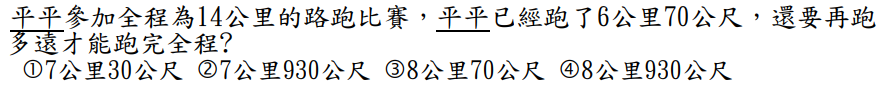 平平參加全程為14公里的路跑比賽，平平已經跑了6公里70公尺，還要再跑
多遠才能跑完全程?
①7公里30公尺 ②7公里930公尺 ③8公里70公尺 ④8公里930公尺